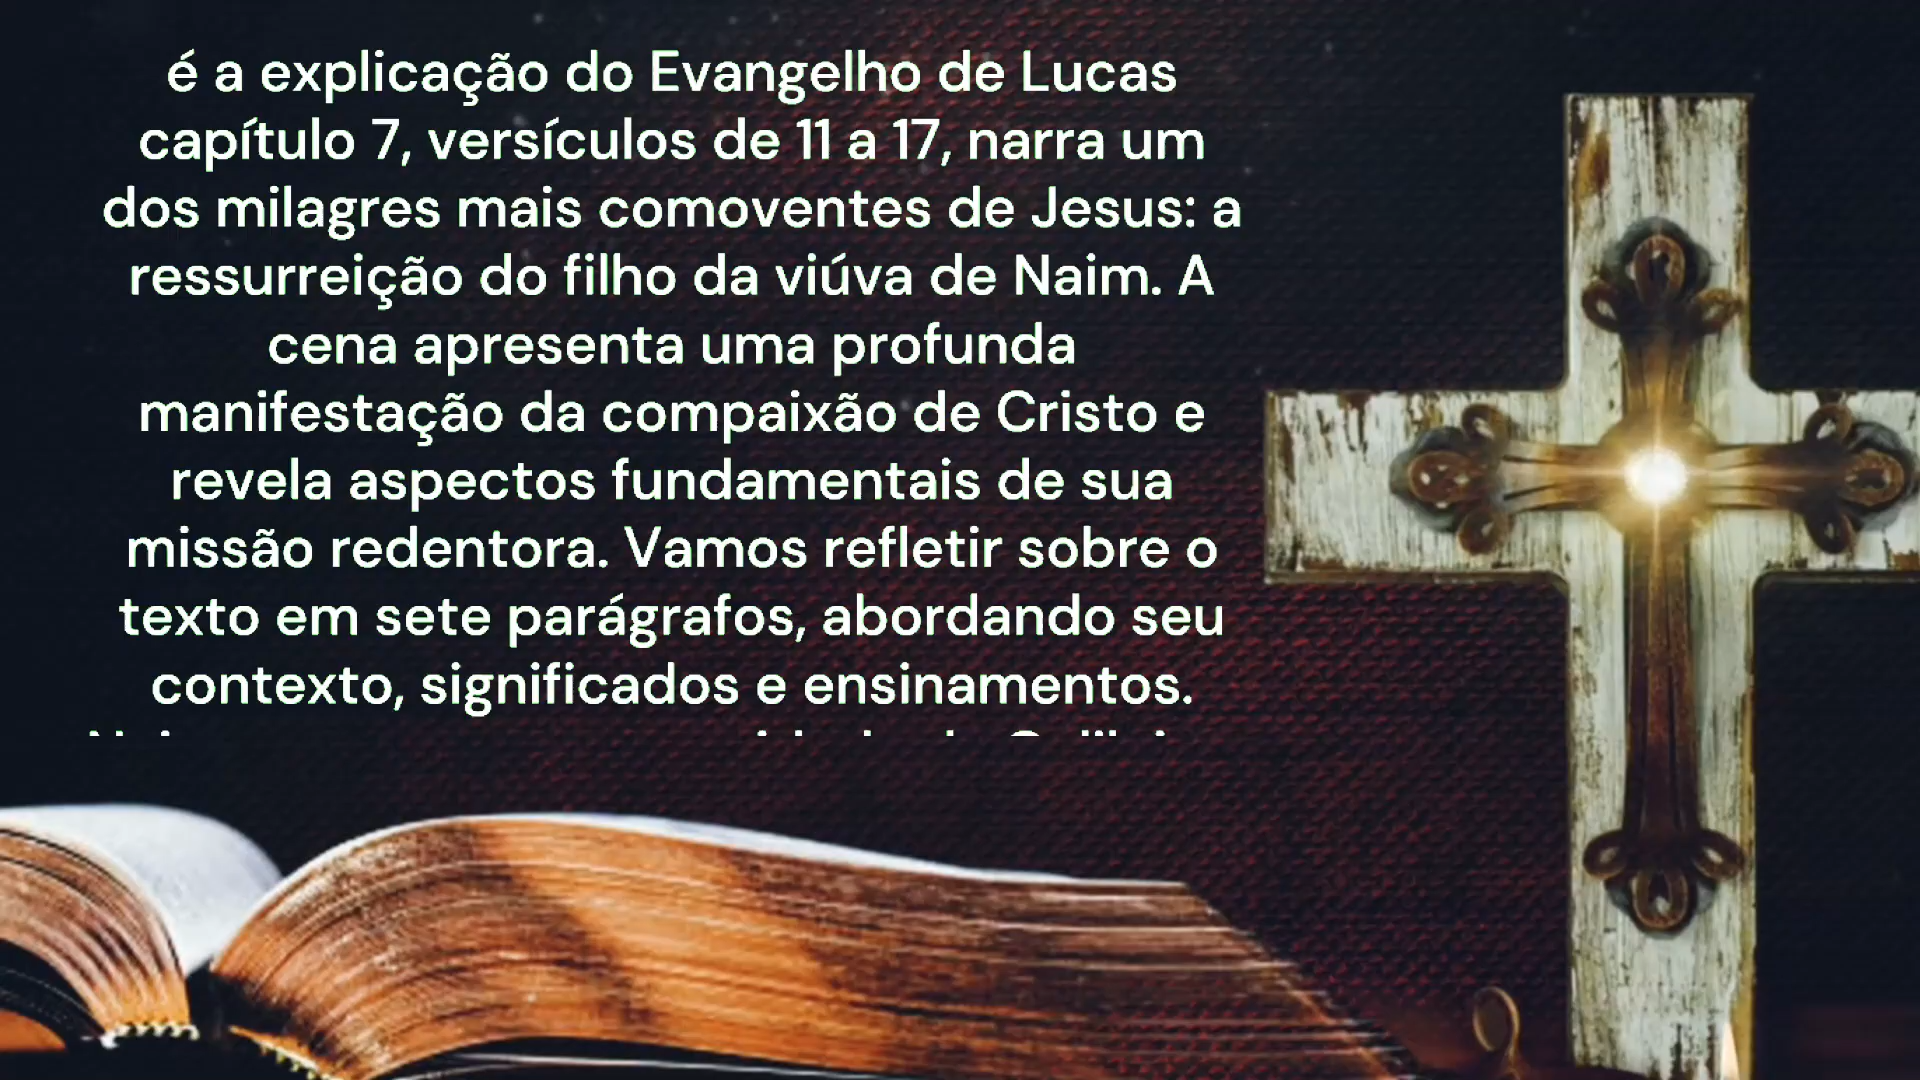 é a explicação do Evangelho de Lucas
capítulo 7, versículos de 11 a 17, narra um
dos milagres mais comoventes de Jesus: a
ressurreição do filho da viúva de Naim. A
cena apresenta uma profunda
manifestação da compaixão de Cristo e
revela aspectos fundamentais de sua
missão redentora. Vamos refletir sobre o
texto em sete parágrafos, abordando seu
contexto, significados e ensinamentos.